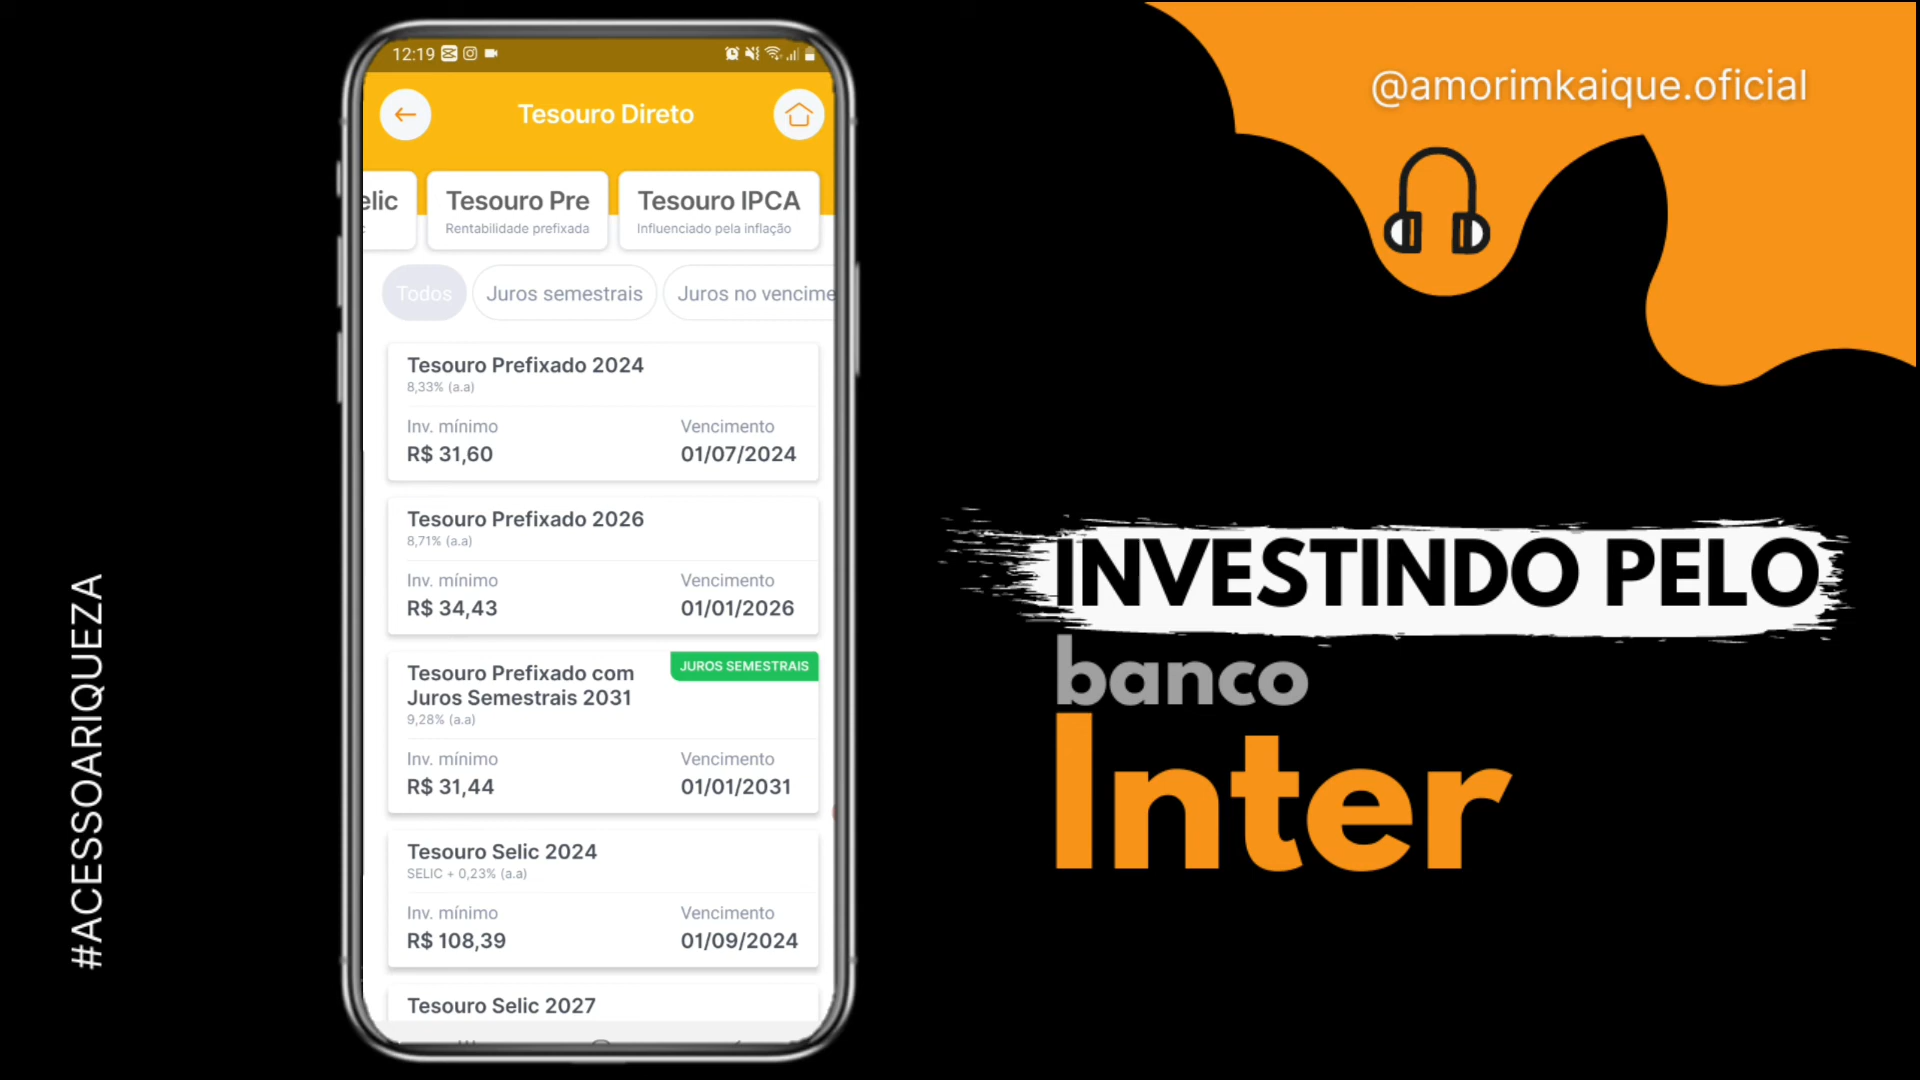 12:19
Tesouro Direto
elic
Tesouro Pre
Rentabilidade prefixada
Tesouro IPCA
Influenciado pela inflação
Todos
Juros semestrais
Juros no vencime
Tesouro Prefixado 2024
8,33% (a.a)
Inv. mínimo
Vencimento
R$ 31,60
01/07/2024
Tesouro Prefixado 2026
8,71% (a.a)
Inv. mínimo
Vencimento
R$ 34,43
01/01/2026
Tesouro Prefixado com
Juros Semestrais 2031
JUROS SEMESTRAIS
9,28% (a.a)
Inv. mínimo
Vencimento
R$ 31,44
01/01/2031
Tesouro Selic 2024
SELIC + 0,23% (a.a)
Inv. mínimo
Vencimento
R$ 108,39
01/09/2024
Tesouro Selic 2027
@amorimkaique.oficial
INVESTINDO PELO
banco
Inter
#ACESSOARIQUEZA